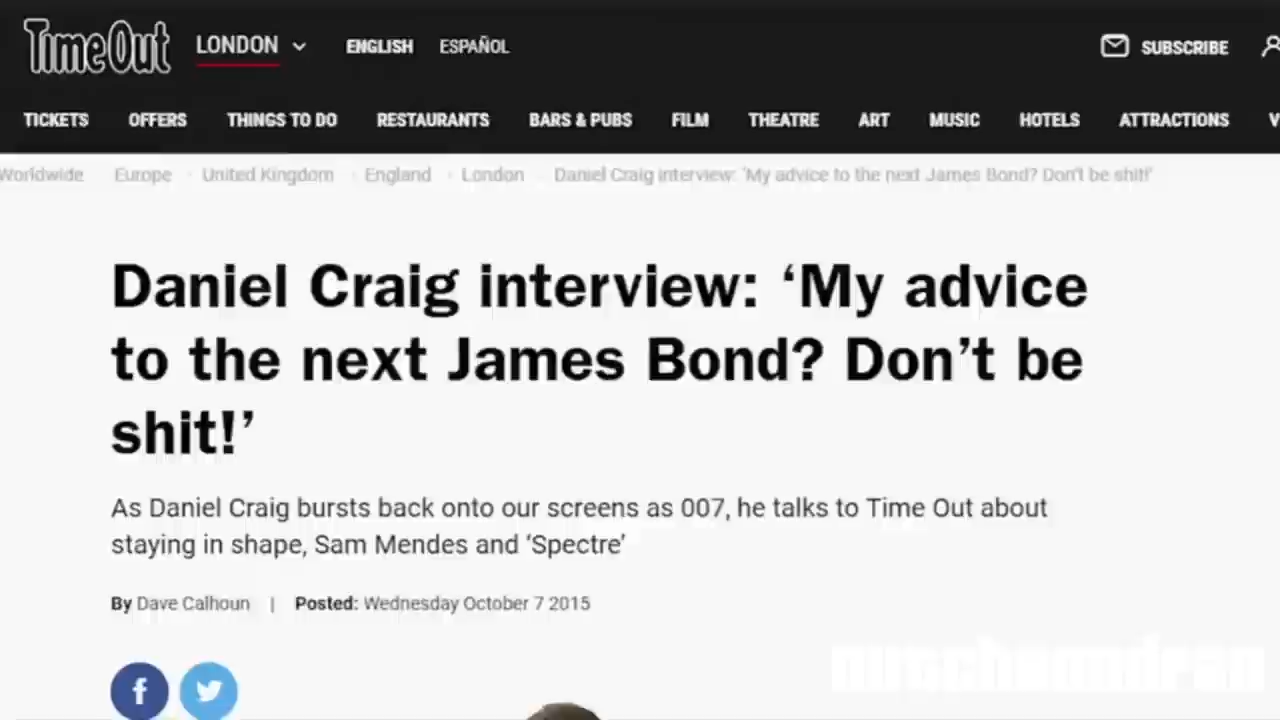 TimeOut LONDON ENGLISH ESPAÑOL SUBSCRIBE
TICKETS OFFERS THINGS TO DO RESTAURANTS BARS & PUBS FILM THEATRE ART MUSIC HOTELS ATTRACTIONS V
Worldwide Europe United Kingdom England London Daniel Craig interview: 'My advice to the next James Bond? Don't be shit!'
Daniel Craig interview: ‘My advice
to the next James Bond? Don’t be
shit!’
As Daniel Craig bursts back onto our screens as 007, he talks to Time Out about
staying in shape, Sam Mendes and ‘Spectre’
By Dave Calhoun | Posted: Wednesday October 7 2015
f